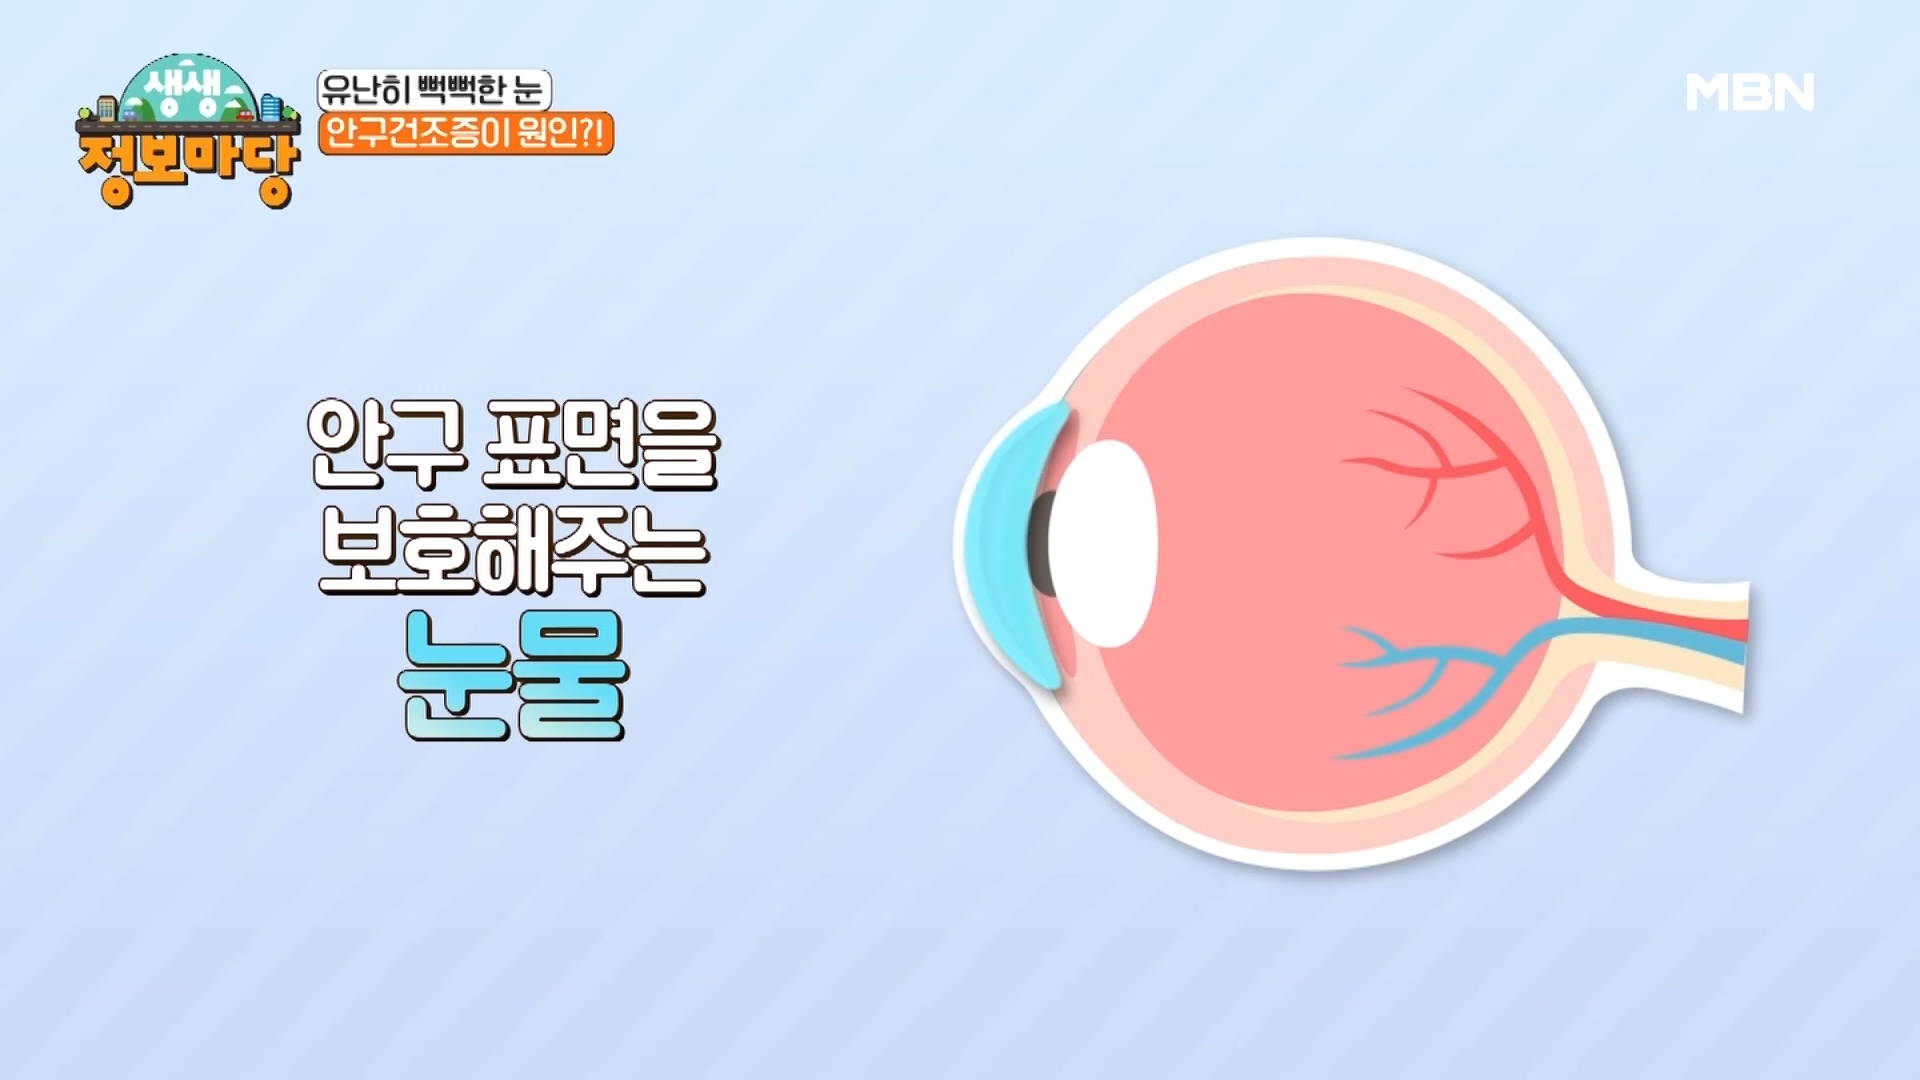 생생
정보마당
유난히 뻑뻑한 눈
안구건조증이 원인?!
MBN
안구 표면을
보호해주는
눈물